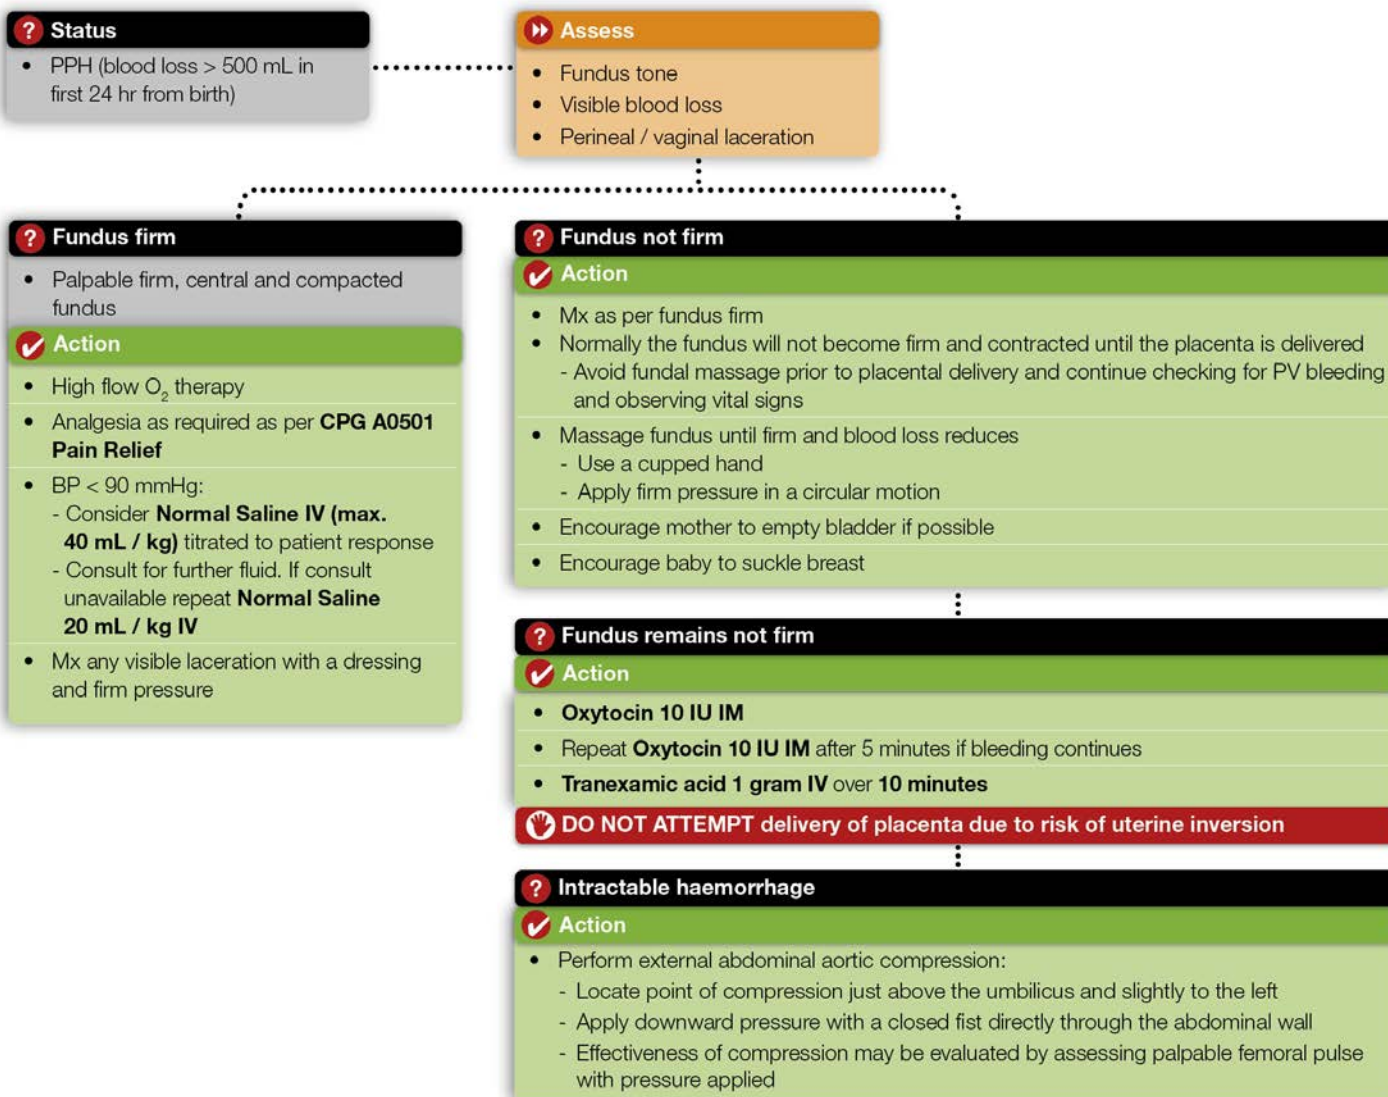 Status
• PPH (blood loss > 500 mL in
first 24 hr from birth)
Assess
• Fundus tone
• Visible blood loss
• Perineal / vaginal laceration
Fundus firm
• Palpable firm, central and compacted
fundus
Action
• High flow O₂ therapy
• Analgesia as required as per CPG A0501
Pain Relief
• BP < 90 mmHg:
- Consider Normal Saline IV (max.
40 mL / kg) titrated to patient response
- Consult for further fluid. If consult
unavailable repeat Normal Saline
20 mL / kg IV
• Mx any visible laceration with a dressing
and firm pressure
Fundus not firm
Action
• Mx as per fundus firm
• Normally the fundus will not become firm and contracted until the placenta is delivered
- Avoid fundal massage prior to placental delivery and continue checking for PV bleeding
and observing vital signs
• Massage fundus until firm and blood loss reduces
- Use a cupped hand
- Apply firm pressure in a circular motion
• Encourage mother to empty bladder if possible
• Encourage baby to suckle breast
Fundus remains not firm
Action
• Oxytocin 10 IU IM
• Repeat Oxytocin 10 IU IM after 5 minutes if bleeding continues
• Tranexamic acid 1 gram IV over 10 minutes
DO NOT ATTEMPT delivery of placenta due to risk of uterine inversion
Intractable haemorrhage
Action
• Perform external abdominal aortic compression:
- Locate point of compression just above the umbilicus and slightly to the left
- Apply downward pressure with a closed fist directly through the abdominal wall
- Effectiveness of compression may be evaluated by assessing palpable femoral pulse
with pressure applied